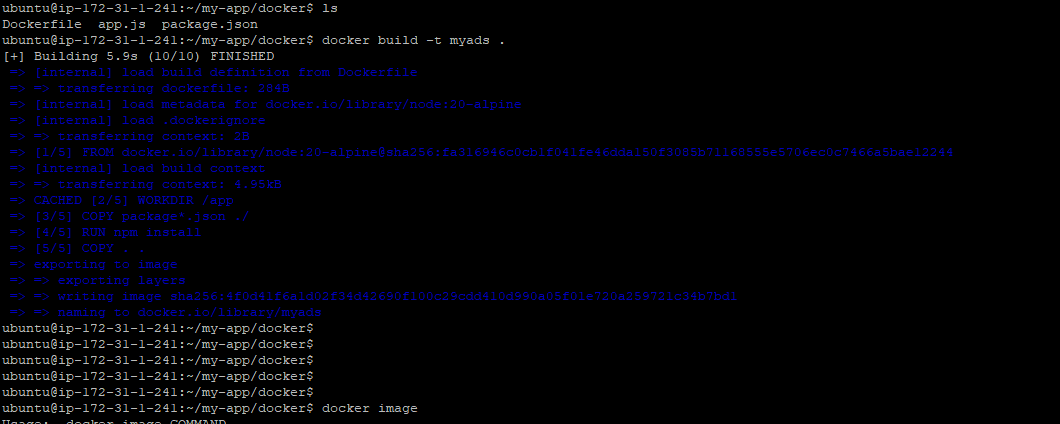 ubuntu@ip-172-31-1-241:~/my-app/docker$ ls
Dockerfile  app.js  package.json
ubuntu@ip-172-31-1-241:~/my-app/docker$ docker build -t myads .
[+] Building 5.9s (10/10) FINISHED
=> [internal] load build definition from Dockerfile
=> => transferring dockerfile: 284B
=> [internal] load metadata for docker.io/library/node:20-alpine
=> [internal] load .dockerignore
=> => transferring context: 2B
=> [1/5] FROM docker.io/library/node:20-alpine@sha256:
=> [internal] load build context
=> => transferring context: 4.95kB
=> CACHED [2/5] WORKDIR /app
=> [3/5] COPY package*.json ./
=> [4/5] RUN npm install
=> [5/5] COPY . .
=> exporting to image
=> => exporting layers
=> => writing image
=> => naming to docker.io/library/myads
ubuntu@ip-172-31-1-241:~/my-app/docker$
ubuntu@ip-172-31-1-241:~/my-app/docker$
ubuntu@ip-172-31-1-241:~/my-app/docker$
ubuntu@ip-172-31-1-241:~/my-app/docker$
ubuntu@ip-172-31-1-241:~/my-app/docker$
ubuntu@ip-172-31-1-241:~/my-app/docker$ docker image
Usage:  docker image COMMAND